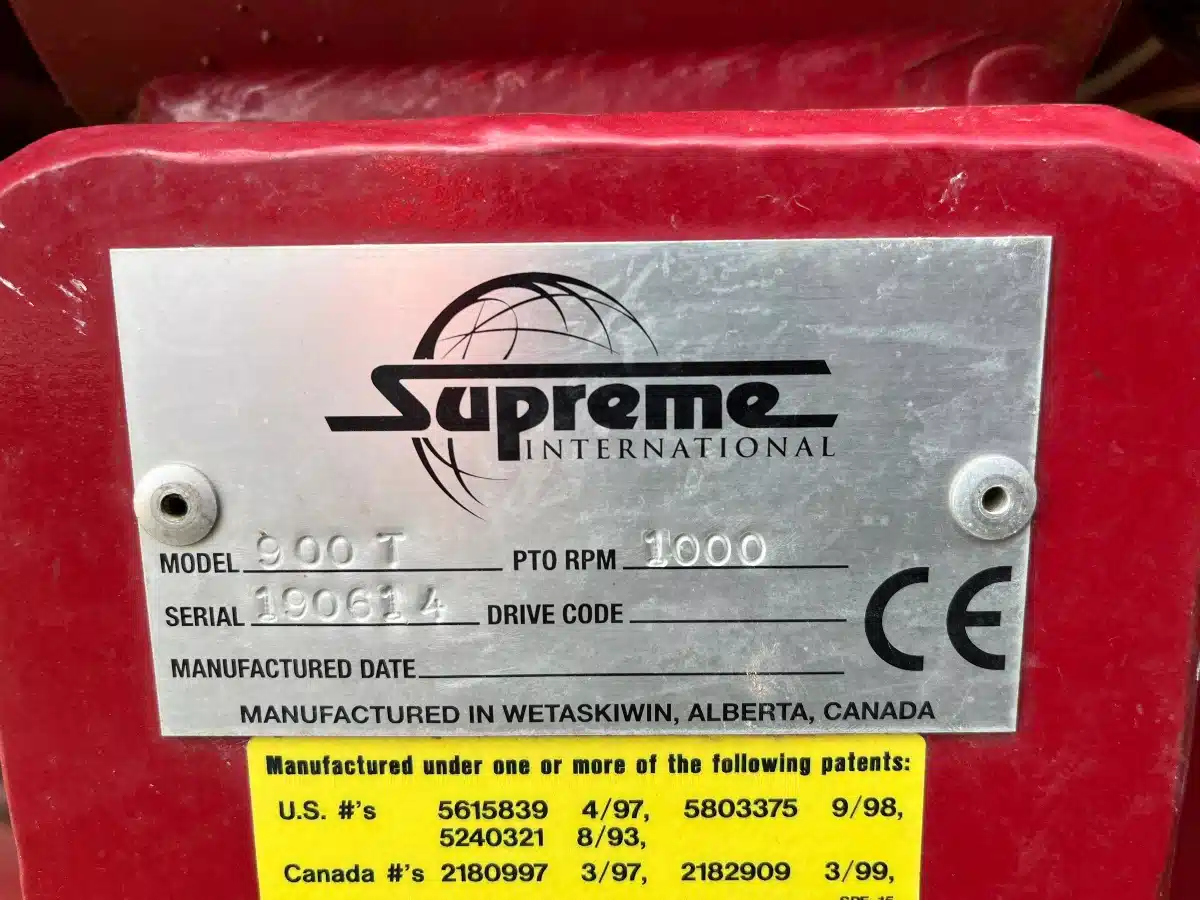 Supreme
INTERNATIONAL
MODEL 900 T PTO RPM 1000
SERIAL 190614 DRIVE CODE
MANUFACTURED DATE
CE
MANUFACTURED IN WETASKIWIN, ALBERTA, CANADA
Manufactured under one or more of the following patents:
U.S. #'s 5615839 4/97, 5803375 9/98,
5240321 8/93,
Canada #'s 2180997 3/97, 2182909 3/99,